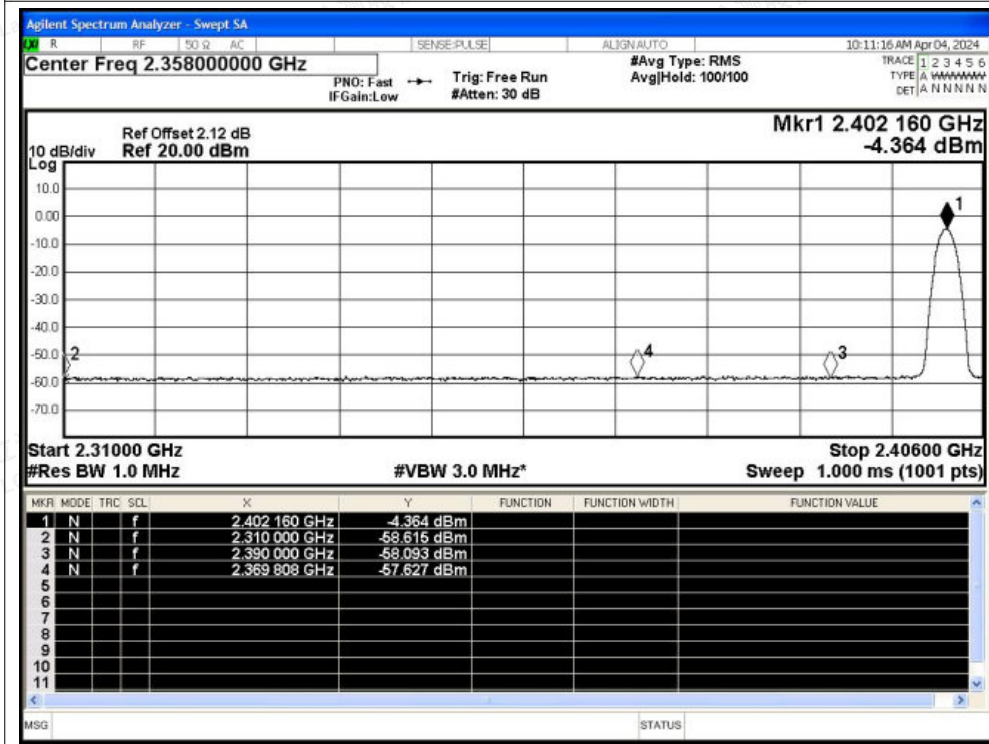 Agilent Spectrum Analyzer - Swept SA
LXI R RF 50 Ω AC SENSE:PULSE ALIGN AUTO 10:11:16 AM Apr 04, 2024
Center Freq 2.358000000 GHz
PNO: Fast
IFGain:Low
Trig: Free Run
#Atten: 30 dB
#Avg Type: RMS
Avg|Hold: 100/100
TRACE 1 2 3 4 5 6
TYPE A WWWWW
DET A N N N N N
Ref Offset 2.12 dB
10 dB/div Ref 20.00 dBm
Log
Mkr1 2.402 160 GHz
-4.364 dBm
10.0
0.00
-10.0
-20.0
-30.0
-40.0
-50.0
-60.0
-70.0
1
2
4
3
Start 2.31000 GHz Stop 2.40600 GHz
#Res BW 1.0 MHz #VBW 3.0 MHz* Sweep 1.000 ms (1001 pts)
MKR MODE TRC SCL X Y FUNCTION FUNCTION WIDTH FUNCTION VALUE
1 N f 2.402 160 GHz -4.364 dBm
2 N f 2.310 000 GHz -58.615 dBm
3 N f 2.390 000 GHz -58.093 dBm
4 N f 2.369 808 GHz -57.627 dBm
5
6
7
8
9
10
11
MSG STATUS